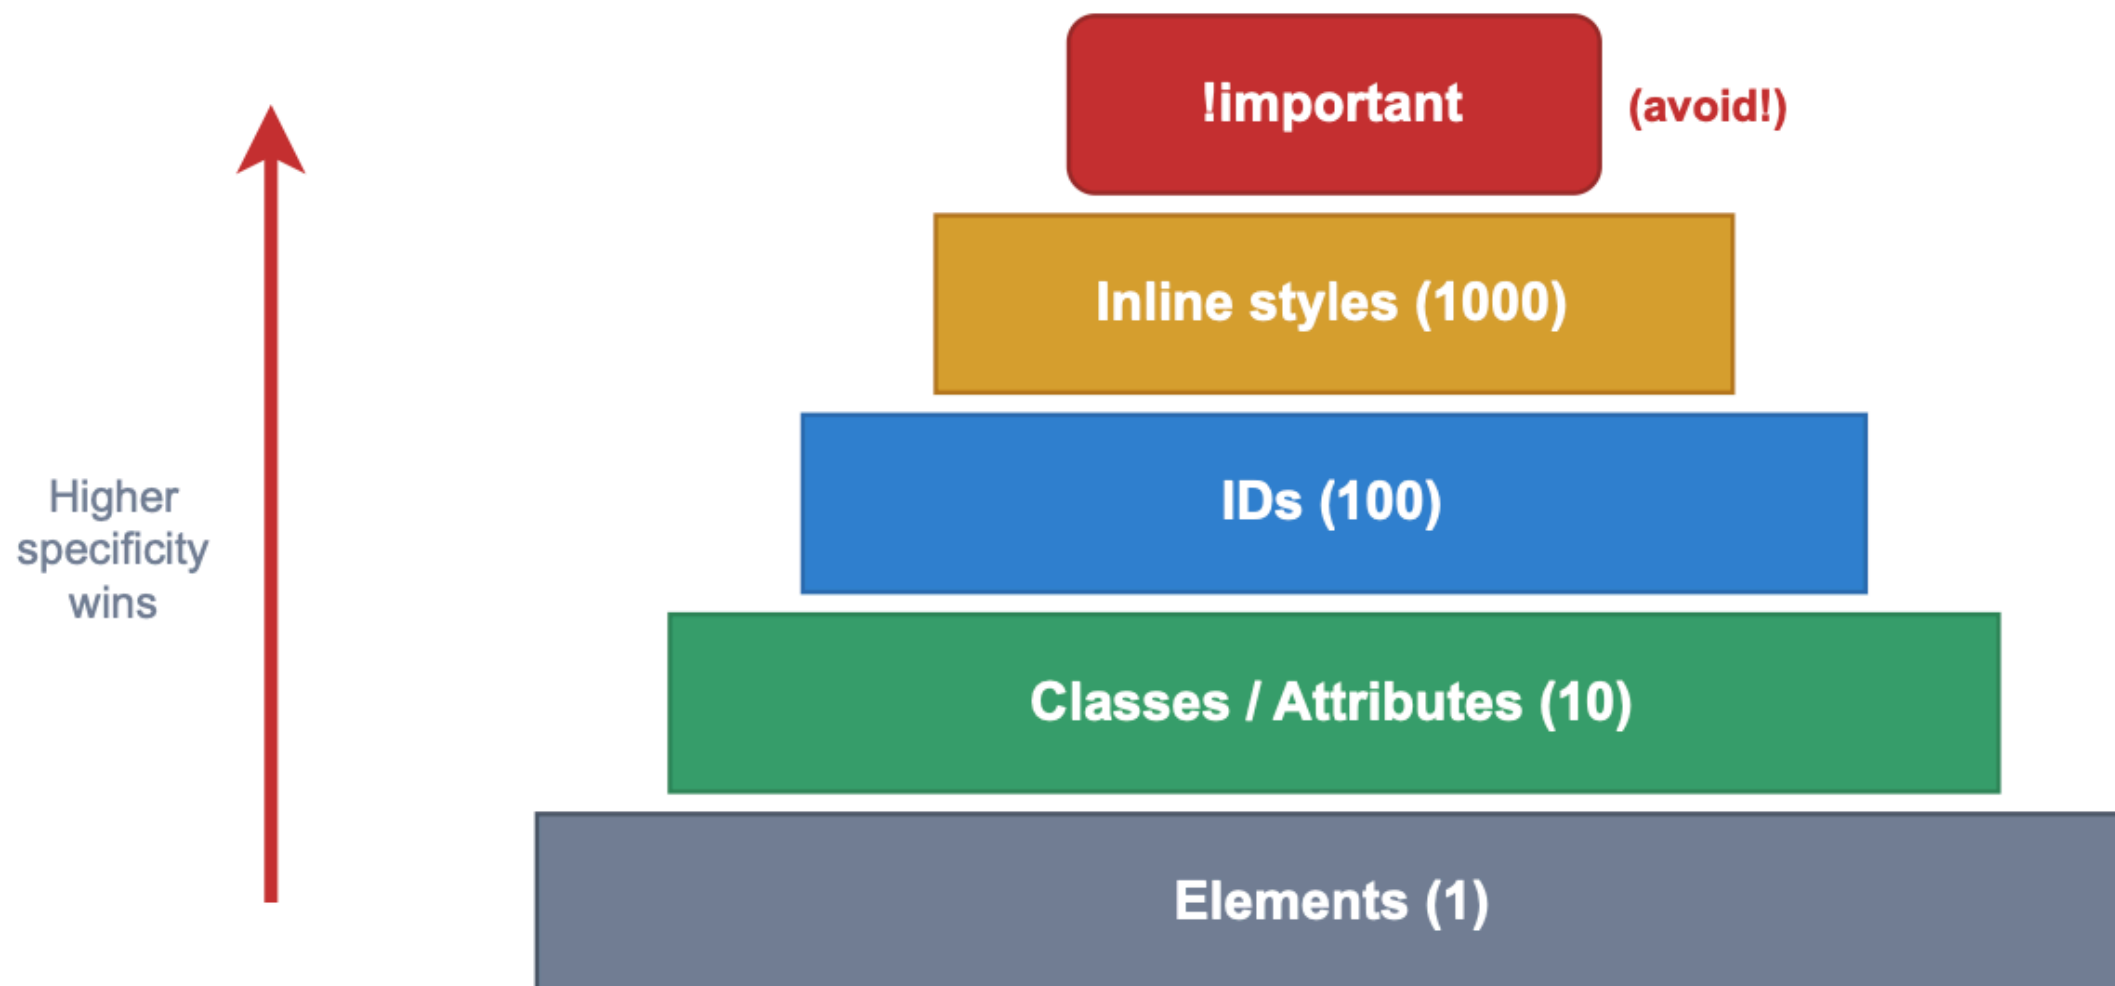 !important
(avoid!)
Inline styles (1000)
IDs (100)
Higher
specificity
wins
Classes / Attributes (10)
Elements (1)